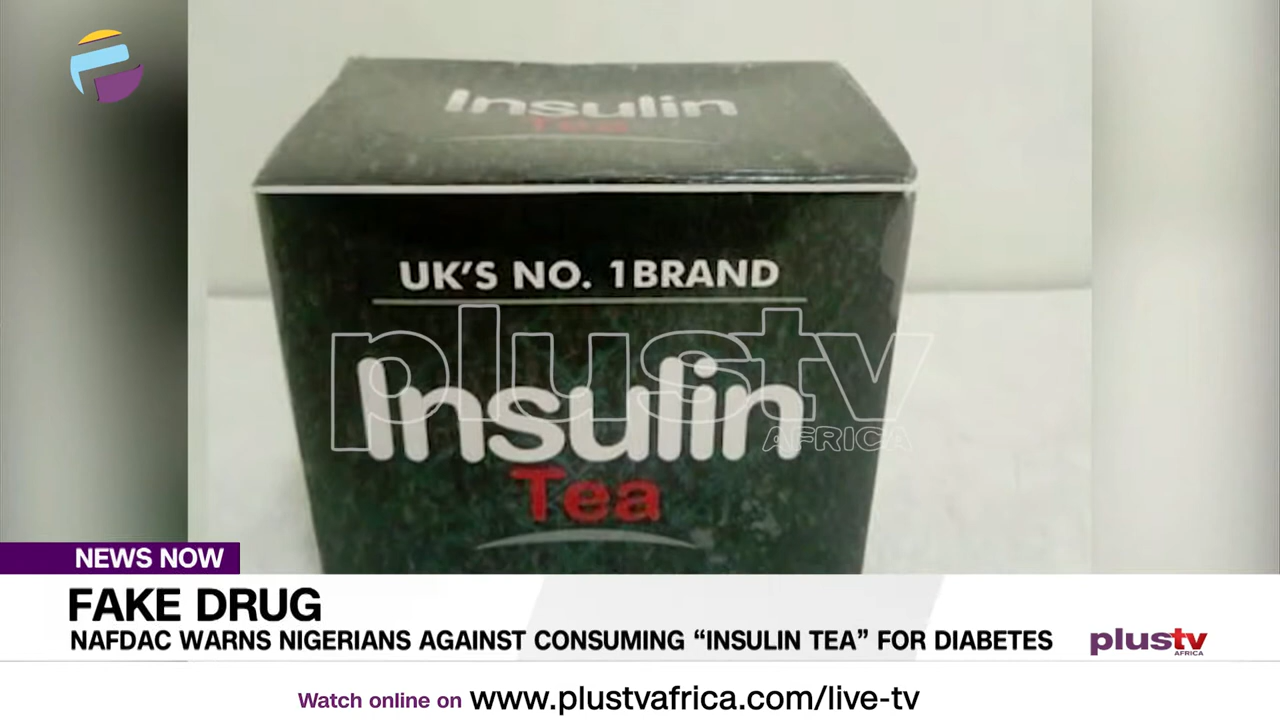 Insulin
Tea
UK'S NO. 1BRAND
plustv
AFRICA
Insulin
Tea
NEWS NOW
FAKE DRUG
NAFDAC WARNS NIGERIANS AGAINST CONSUMING “INSULIN TEA” FOR DIABETES
plustv
AFRICA
Watch online on www.plustvafrica.com/live-tv